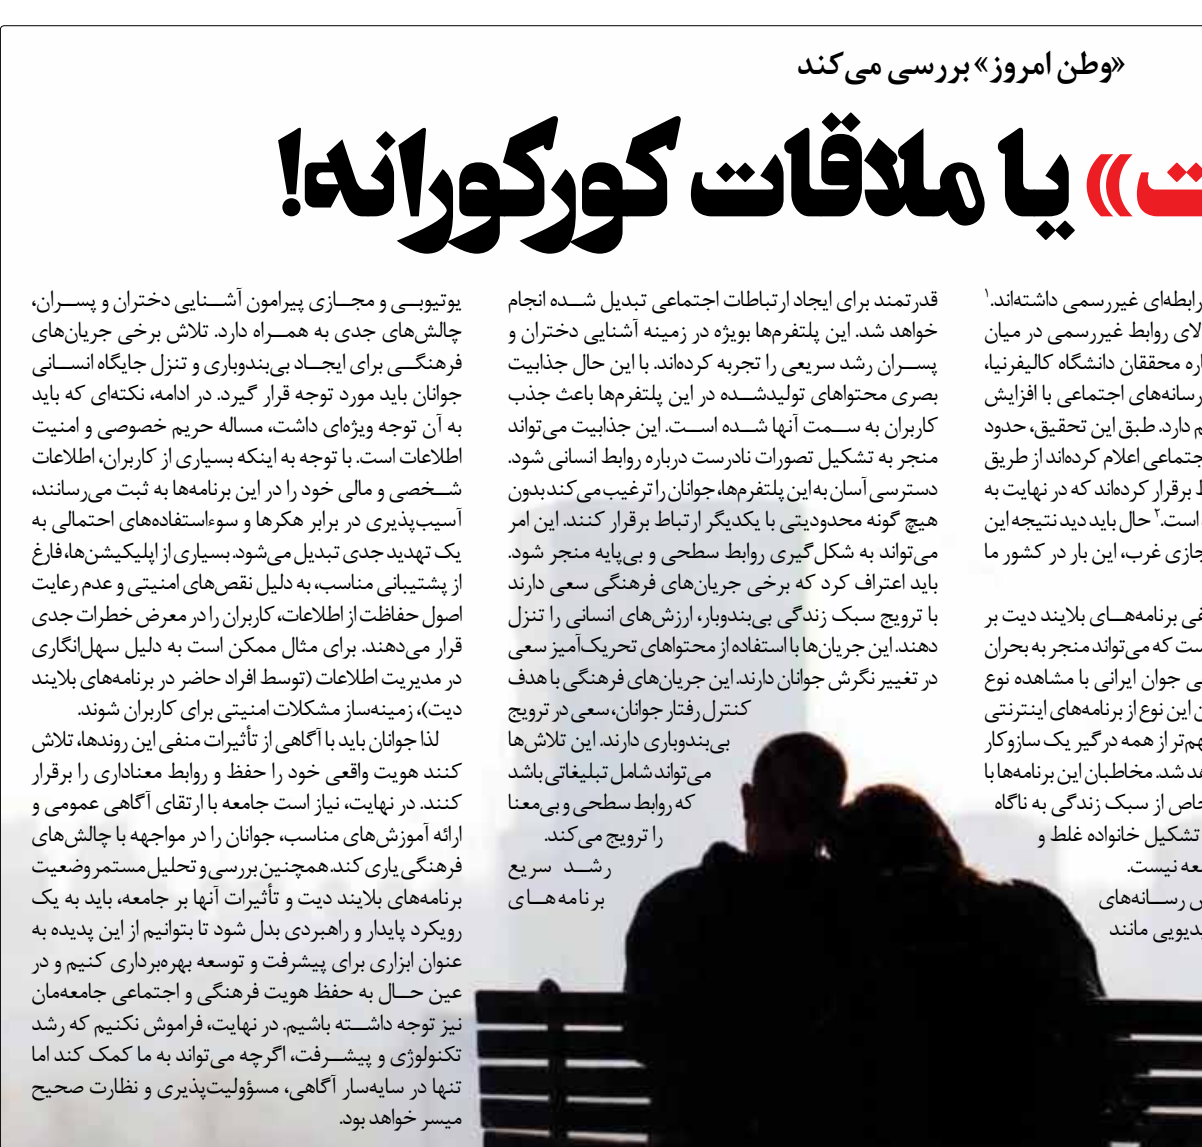 «وطن امروز» بررسی می‌کند
ت» یا ملاقات کورکورانه!
رابطه‌ای غیررسمی داشته‌اند.۱
لای روابط غیررسمی در میان
اره محققان دانشگاه کالیفرنیا،
رسانه‌های اجتماعی با افزایش
م دارد. طبق این تحقیق، حدود
جتماعی اعلام کرده‌اند از طریق
ط برقرار کرده‌اند که در نهایت به
است.۲ حال باید دید نتیجه این
جازی غرب، این بار در کشور ما
فی برنامه‌هــای بلایند دیت بر
ست که می‌تواند منجر به بحران
ی جوان ایرانی با مشاهده نوع
ن این نوع از برنامه‌های اینترنتی
هم‌تر از همه درگیر یک سازوکار
هد شد. مخاطبان این برنامه‌ها با
خاص از سبک زندگی به ناگاه
تشکیل خانواده غلط و
عه نیست.
ش رســانه‌های
یدیویی مانند
قدرتمند برای ایجاد ارتباطات اجتماعی تبدیل شــده انجام
خواهد شد. این پلتفرم‌ها بویژه در زمینه آشنایی دختران و
پســران رشد سریعی را تجربه کرده‌اند. با این حال جذابیت
بصری محتواهای تولیدشــده در این پلتفرم‌ها باعث جذب
کاربران به ســمت آنها شــده اســت. این جذابیت می‌تواند
منجر به تشکیل تصورات نادرست درباره روابط انسانی شود.
دسترسی آسان به این پلتفرم‌ها، جوانان را ترغیب می‌کند بدون
هیچ گونه محدودیتی با یکدیگر ارتباط برقرار کنند. این امر
می‌تواند به شکل‌گیری روابط سطحی و بی‌پایه منجر شود.
باید اعتراف کرد که برخی جریان‌های فرهنگی سعی دارند
با ترویج سبک زندگی بی‌بندوبار، ارزش‌های انسانی را تنزل
دهند. این جریان‌ها با استفاده از محتواهای تحریک‌آمیز سعی
در تغییر نگرش جوانان دارند. این جریان‌های فرهنگی با هدف
کنترل رفتار جوانان، سعی در ترویج
بی‌بندوباری دارند. این تلاش‌ها
می‌تواند شامل تبلیغاتی باشد
که روابط سطحی و بی‌معنا
را ترویج می‌کند.
رشــد سریع
برنامه‌هــای
یوتیوبــی و مجــازی پیرامون آشــنایی دختران و پســران،
چالش‌های جدی به همــراه دارد. تلاش برخی جریان‌های
فرهنگــی برای ایجــاد بی‌بندوباری و تنزل جایگاه انســانی
جوانان باید مورد توجه قرار گیرد. در ادامه، نکته‌ای که باید
به آن توجه ویژه‌ای داشت، مساله حریم خصوصی و امنیت
اطلاعات است. با توجه به اینکه بسیاری از کاربران، اطلاعات
شــخصی و مالی خود را در این برنامه‌ها به ثبت می‌رسانند،
آسیب‌پذیری در برابر هکرها و سوءاستفاده‌های احتمالی به
یک تهدید جدی تبدیل می‌شود. بسیاری از اپلیکیشن‌ها، فارغ
از پشتیبانی مناسب، به دلیل نقص‌های امنیتی و عدم رعایت
اصول حفاظت از اطلاعات، کاربران را در معرض خطرات جدی
قرار می‌دهند. برای مثال ممکن است به دلیل سهل‌انگاری
در مدیریت اطلاعات (توسط افراد حاضر در برنامه‌های بلایند
دیت)، زمینه‌ساز مشکلات امنیتی برای کاربران شوند.
لذا جوانان باید با آگاهی از تأثیرات منفی این روندها، تلاش
کنند هویت واقعی خود را حفظ و روابط معناداری را برقرار
کنند. در نهایت، نیاز است جامعه با ارتقای آگاهی عمومی و
ارائه آموزش‌های مناسب، جوانان را در مواجهه با چالش‌های
فرهنگی یاری کند. همچنین بررسی و تحلیل مستمر وضعیت
برنامه‌های بلایند دیت و تأثیرات آنها بر جامعه، باید به یک
رویکرد پایدار و راهبردی بدل شود تا بتوانیم از این پدیده به
عنوان ابزاری برای پیشرفت و توسعه بهره‌برداری کنیم و در
عین حــال به حفظ هویت فرهنگی و اجتماعی جامعه‌مان
نیز توجه داشــته باشیم. در نهایت، فراموش نکنیم که رشد
تکنولوژی و پیشــرفت، اگرچه می‌تواند به ما کمک کند اما
تنها در سایه‌سار آگاهی، مسؤولیت‌پذیری و نظارت صحیح
میسر خواهد بود.